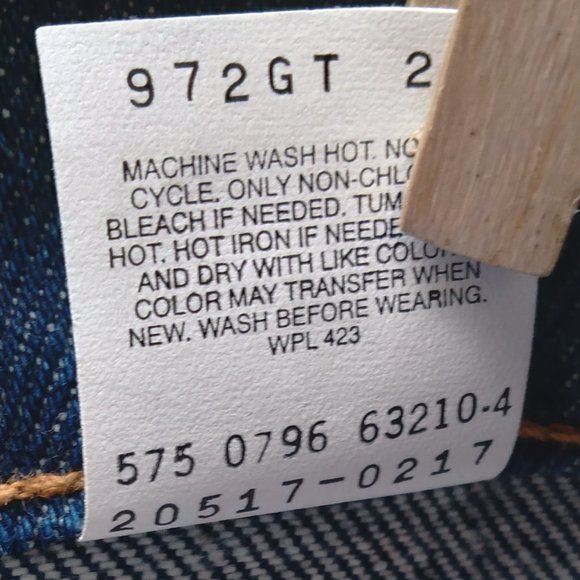 972GT 2
MACHINE WASH HOT. NO
CYCLE. ONLY NON-CHLO
BLEACH IF NEEDED. TUM
HOT. HOT IRON IF NEEDE
AND DRY WITH LIKE COLO
COLOR MAY TRANSFER WHEN
NEW. WASH BEFORE WEARING.
WPL 423
575 0796 63210-4
20517-0217